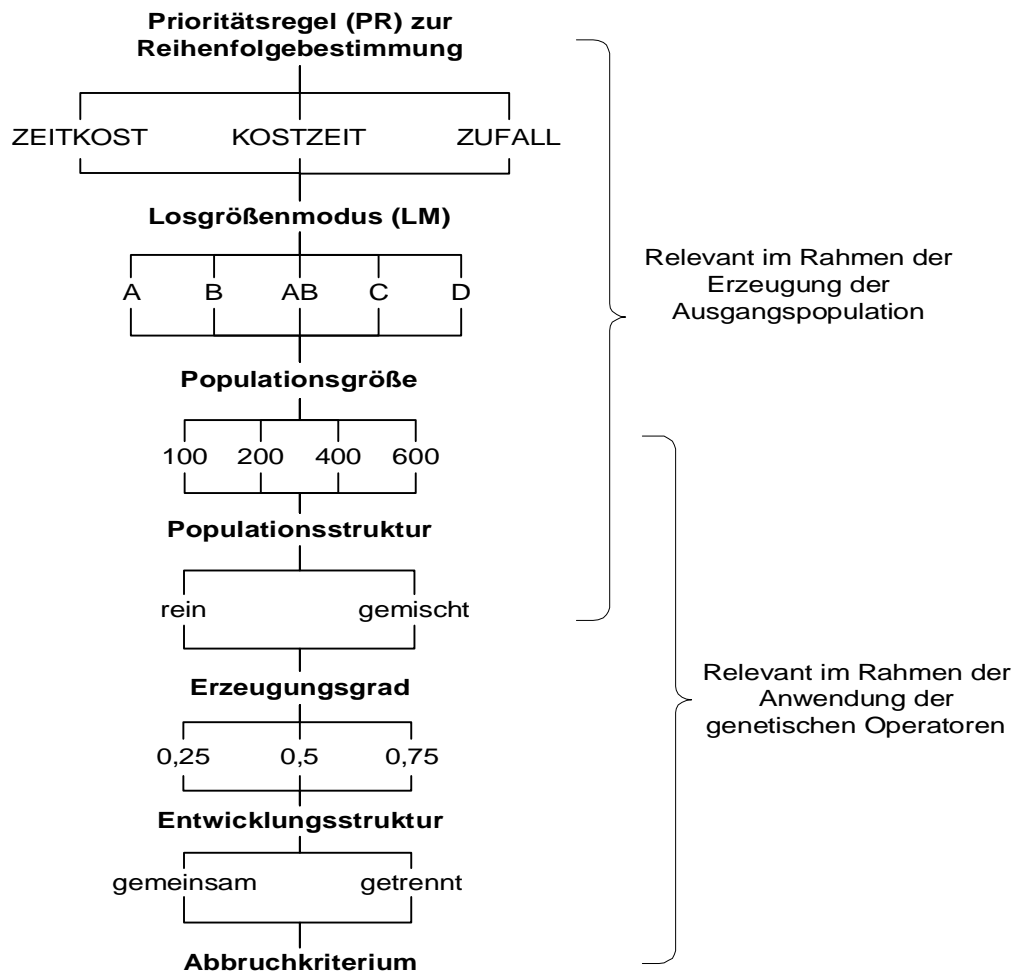 Prioritätsregel (PR) zur
Reihenfolgebestimmung
ZEITKOST KOSTZEIT ZUFALL
Losgrößenmodus (LM)
A B AB C D
Populationsgröße
100 200 400 600
Populationsstruktur
rein gemischt
Erzeugungsgrad
0,25 0,5 0,75
Entwicklungsstruktur
gemeinsam getrennt
Abbruchkriterium
Relevant im Rahmen der
Erzeugung der
Ausgangspopulation
Relevant im Rahmen der
Anwendung der
genetischen Operatoren